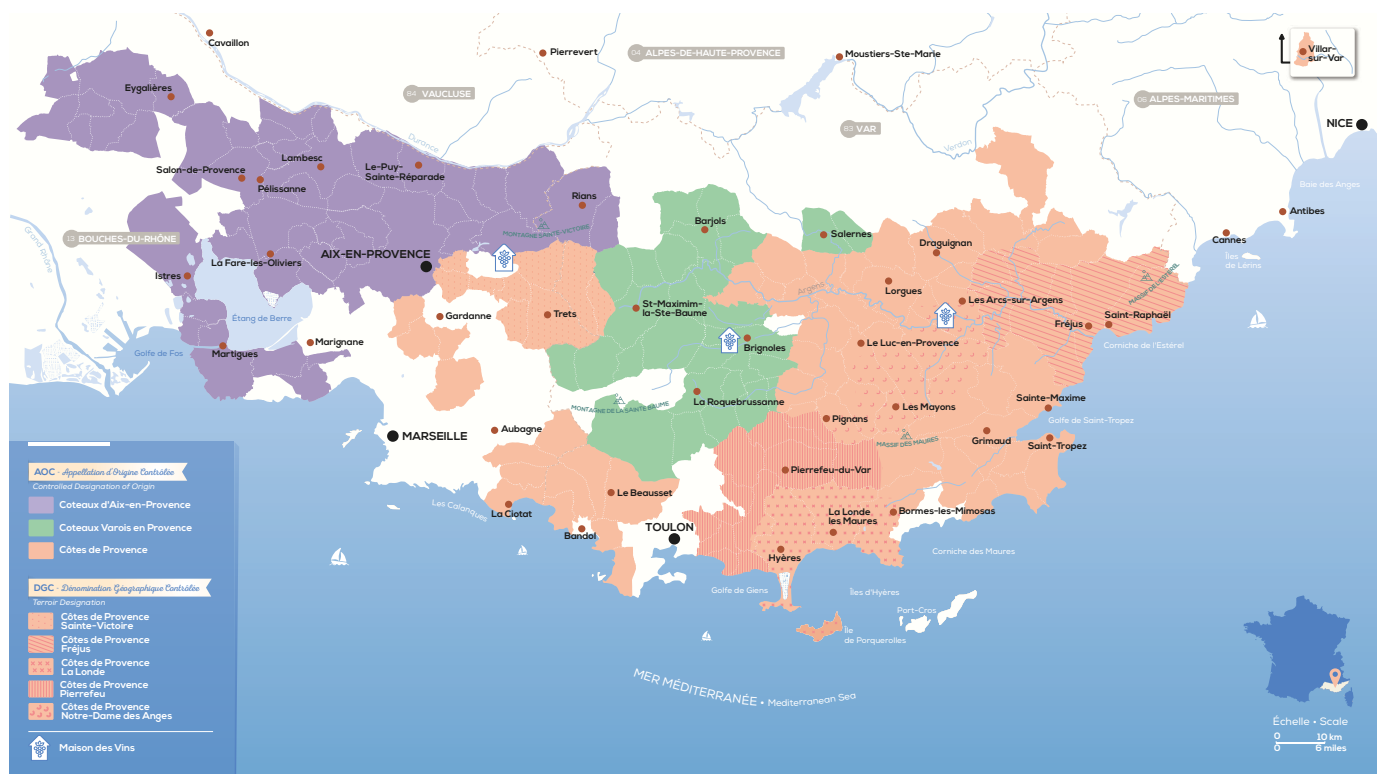 Cavaillon
Pierrevert
04 ALPES-DE-HAUTE-PROVENCE
Moustiers-Ste-Marie
Villar-
sur-Var
Eygalières
84 VAUCLUSE
06 ALPES-MARITIMES
NICE
83 VAR
Durance
Verdon
Lambesc
Le-Puy-
Sainte-Réparade
Salon-de-Provence
Pélissanne
Baie des Anges
Rians
Antibes
Grand Rhône
13 BOUCHES-DU-RHÔNE
MONTAGNE SAINTE-VICTOIRE
Barjols
Salernes
Draguignan
Cannes
Îles
de Lérins
AIX-EN-PROVENCE
La Fare-les-Oliviers
Istres
MASSIF DE L'ESTÉREL
Argens
Lorgues
Les Arcs-sur-Argens
St-Maximim-
la-Ste-Baume
Étang de Berre
Gardanne
Trets
Fréjus
Saint-Raphaël
Golfe de Fos
Martigues
Marignane
Brignoles
Le Luc-en-Provence
Corniche de l'Estérel
MONTAGNE DE LA SAINTE BAUME
La Roquebrussanne
Les Mayons
Sainte-Maxime
Pignans
Golfe de Saint-Tropez
MARSEILLE
Aubagne
MASSIF DES MAURES
Grimaud
Saint-Tropez
Pierrefeu-du-Var
Le Beausset
Les Calanques
La Ciotat
La Londe
les Maures
Bormes-les-Mimosas
Bandol
TOULON
Hyères
Corniche des Maures
Golfe de Giens
Îles d'Hyères
Port-Cros
Île
de Porquerolles
MER MÉDITERRANÉE • Mediterranean Sea
AOC - Appellation d'Origine Contrôlée
Controlled Designation of Origin
Coteaux d'Aix-en-Provence
Coteaux Varois en Provence
Côtes de Provence
DGC - Dénomination Géographique Contrôlée
Terroir Designation
Côtes de Provence
Sainte-Victoire
Côtes de Provence
Fréjus
Côtes de Provence
La Londe
Côtes de Provence
Pierrefeu
Côtes de Provence
Notre-Dame des Anges
Maison des Vins
Échelle • Scale
0 10 km
0 6 miles